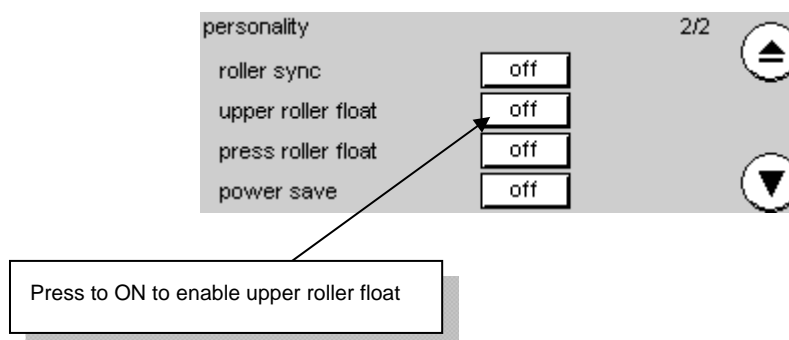 personality 2/2
roller sync off
upper roller float off
press roller float off
power save off
Press to ON to enable upper roller float